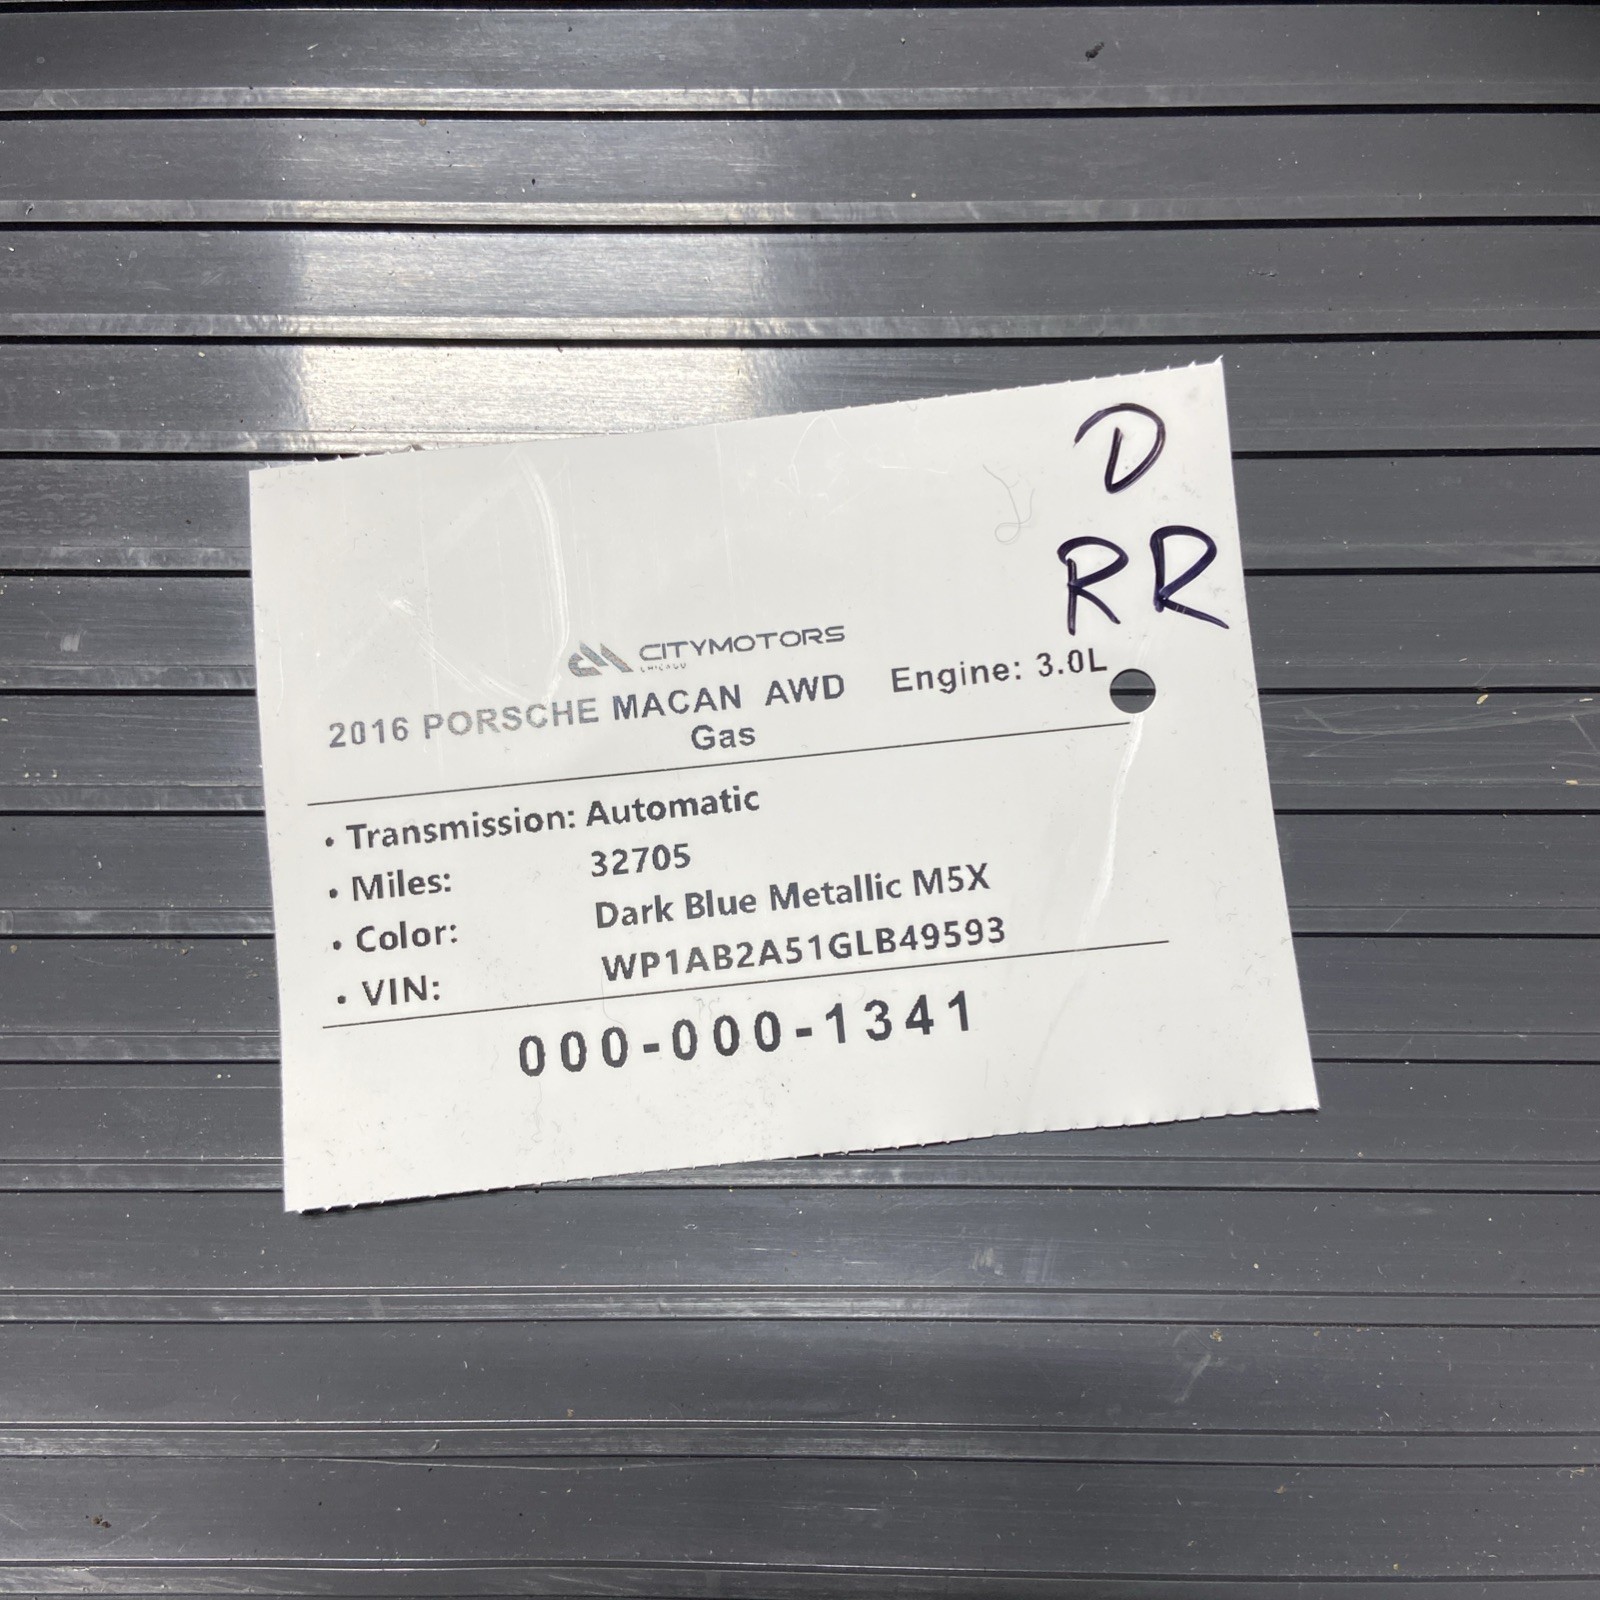 D
RR
CITYMOTORS
CHICAGO
2016 PORSCHE MACAN AWD Engine: 3.0L
Gas
• Transmission: Automatic
• Miles: 32705
• Color: Dark Blue Metallic M5X
• VIN: WP1AB2A51GLB49593
000-000-1341